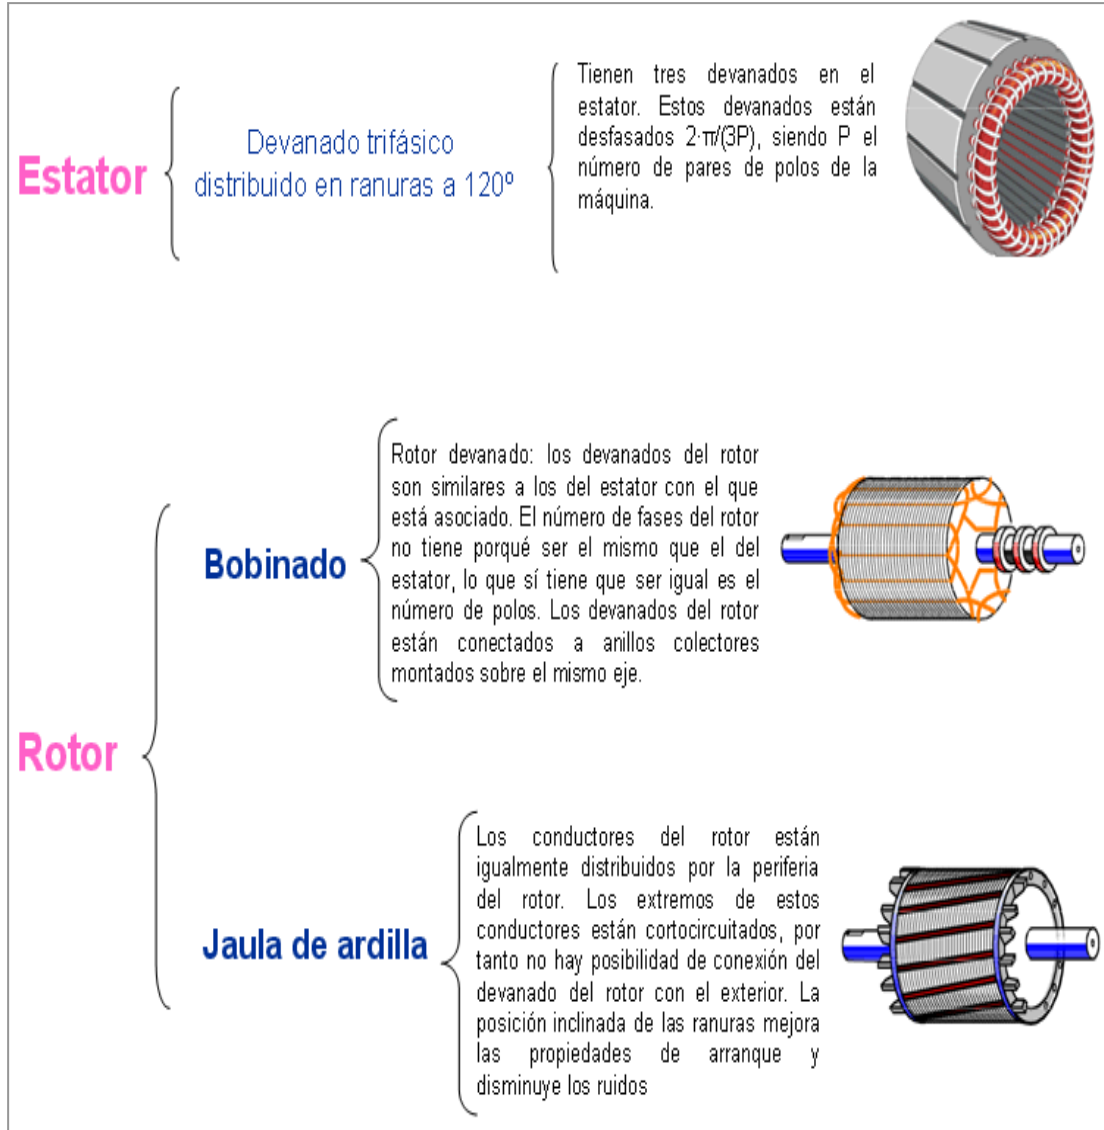 Estator
Devanado trifásico
distribuido en ranuras a 120º
Tienen tres devanados en el
estator. Estos devanados están
desfasados 2·π/(3P), siendo P el
número de pares de polos de la
máquina.
Rotor
Bobinado
Rotor devanado: los devanados del rotor
son similares a los del estator con el que
está asociado. El número de fases del rotor
no tiene porqué ser el mismo que el del
estator, lo que sí tiene que ser igual es el
número de polos. Los devanados del rotor
están conectados a anillos colectores
montados sobre el mismo eje.
Jaula de ardilla
Los conductores del rotor están
igualmente distribuidos por la periferia
del rotor. Los extremos de estos
conductores están cortocircuitados, por
tanto no hay posibilidad de conexión del
devanado del rotor con el exterior. La
posición inclinada de las ranuras mejora
las propiedades de arranque y
disminuye los ruidos